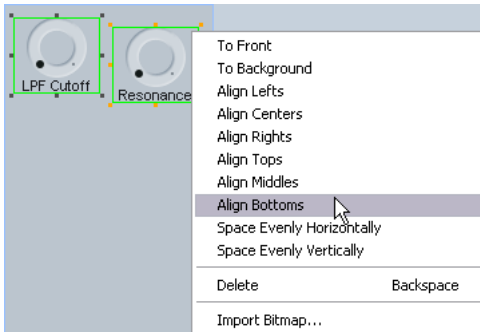 LPF Cutoff
Resonance
To Front
To Background
Align Lefts
Align Centers
Align Rights
Align Tops
Align Middles
Align Bottoms
Space Evenly Horizontally
Space Evenly Vertically
Delete Backspace
Import Bitmap...